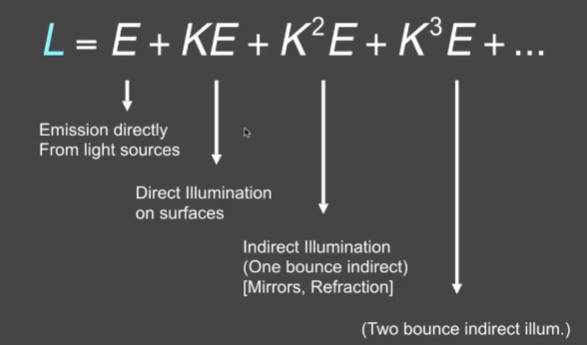 L = E + KE + K²E + K³E + ...
Emission directly
From light sources
Direct Illumination
on surfaces
Indirect Illumination
(One bounce indirect)
[Mirrors, Refraction]
(Two bounce indirect illum.)